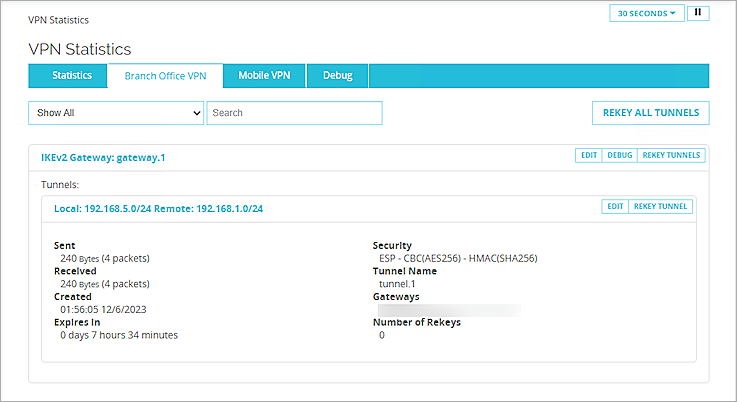 VPN Statistics
30 SECONDS
VPN Statistics
Statistics Branch Office VPN Mobile VPN Debug
Show All Search REKEY ALL TUNNELS
IKEv2 Gateway: gateway.1 EDIT DEBUG REKEY TUNNELS
Tunnels:
Local: 192.168.5.0/24 Remote: 192.168.1.0/24 EDIT REKEY TUNNEL
Sent
240 Bytes (4 packets)
Received
240 Bytes (4 packets)
Created
01:56:05 12/6/2023
Expires In
0 days 7 hours 34 minutes
Security
ESP - CBC(AES256) - HMAC(SHA256)
Tunnel Name
tunnel.1
Gateways
Number of Rekeys
0